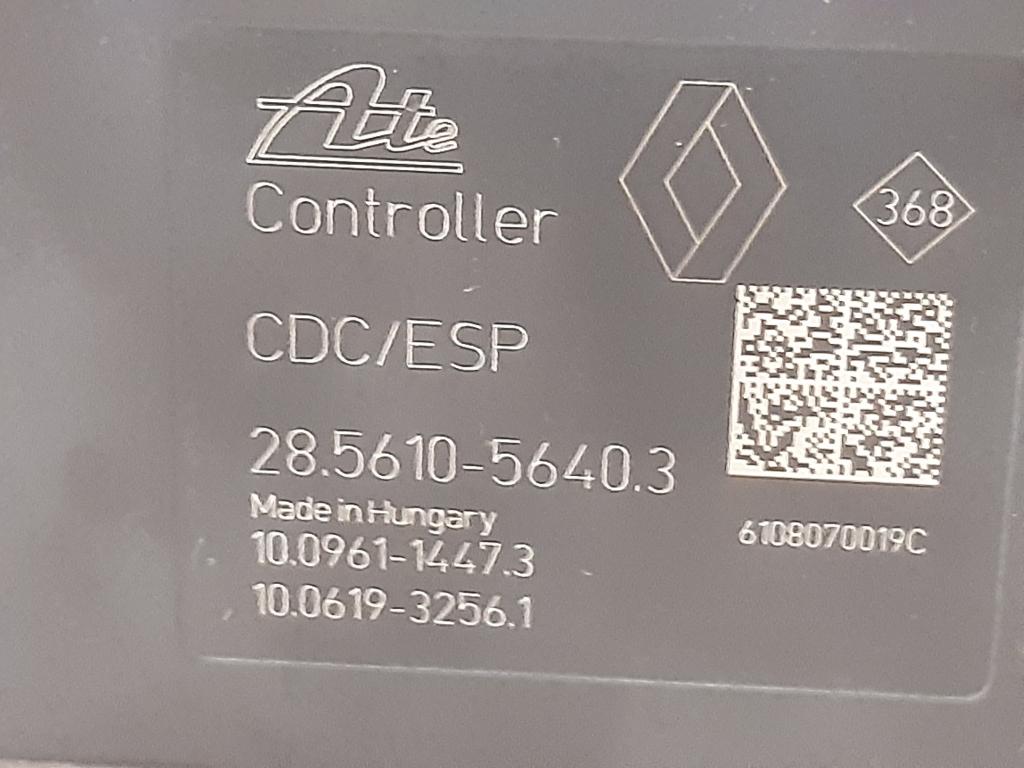 Ate
Controller
368
CDC/ESP
28.5610-5640.3
Made in Hungary
10.0961-1447.3
10.0619-3256.1
6108070019C